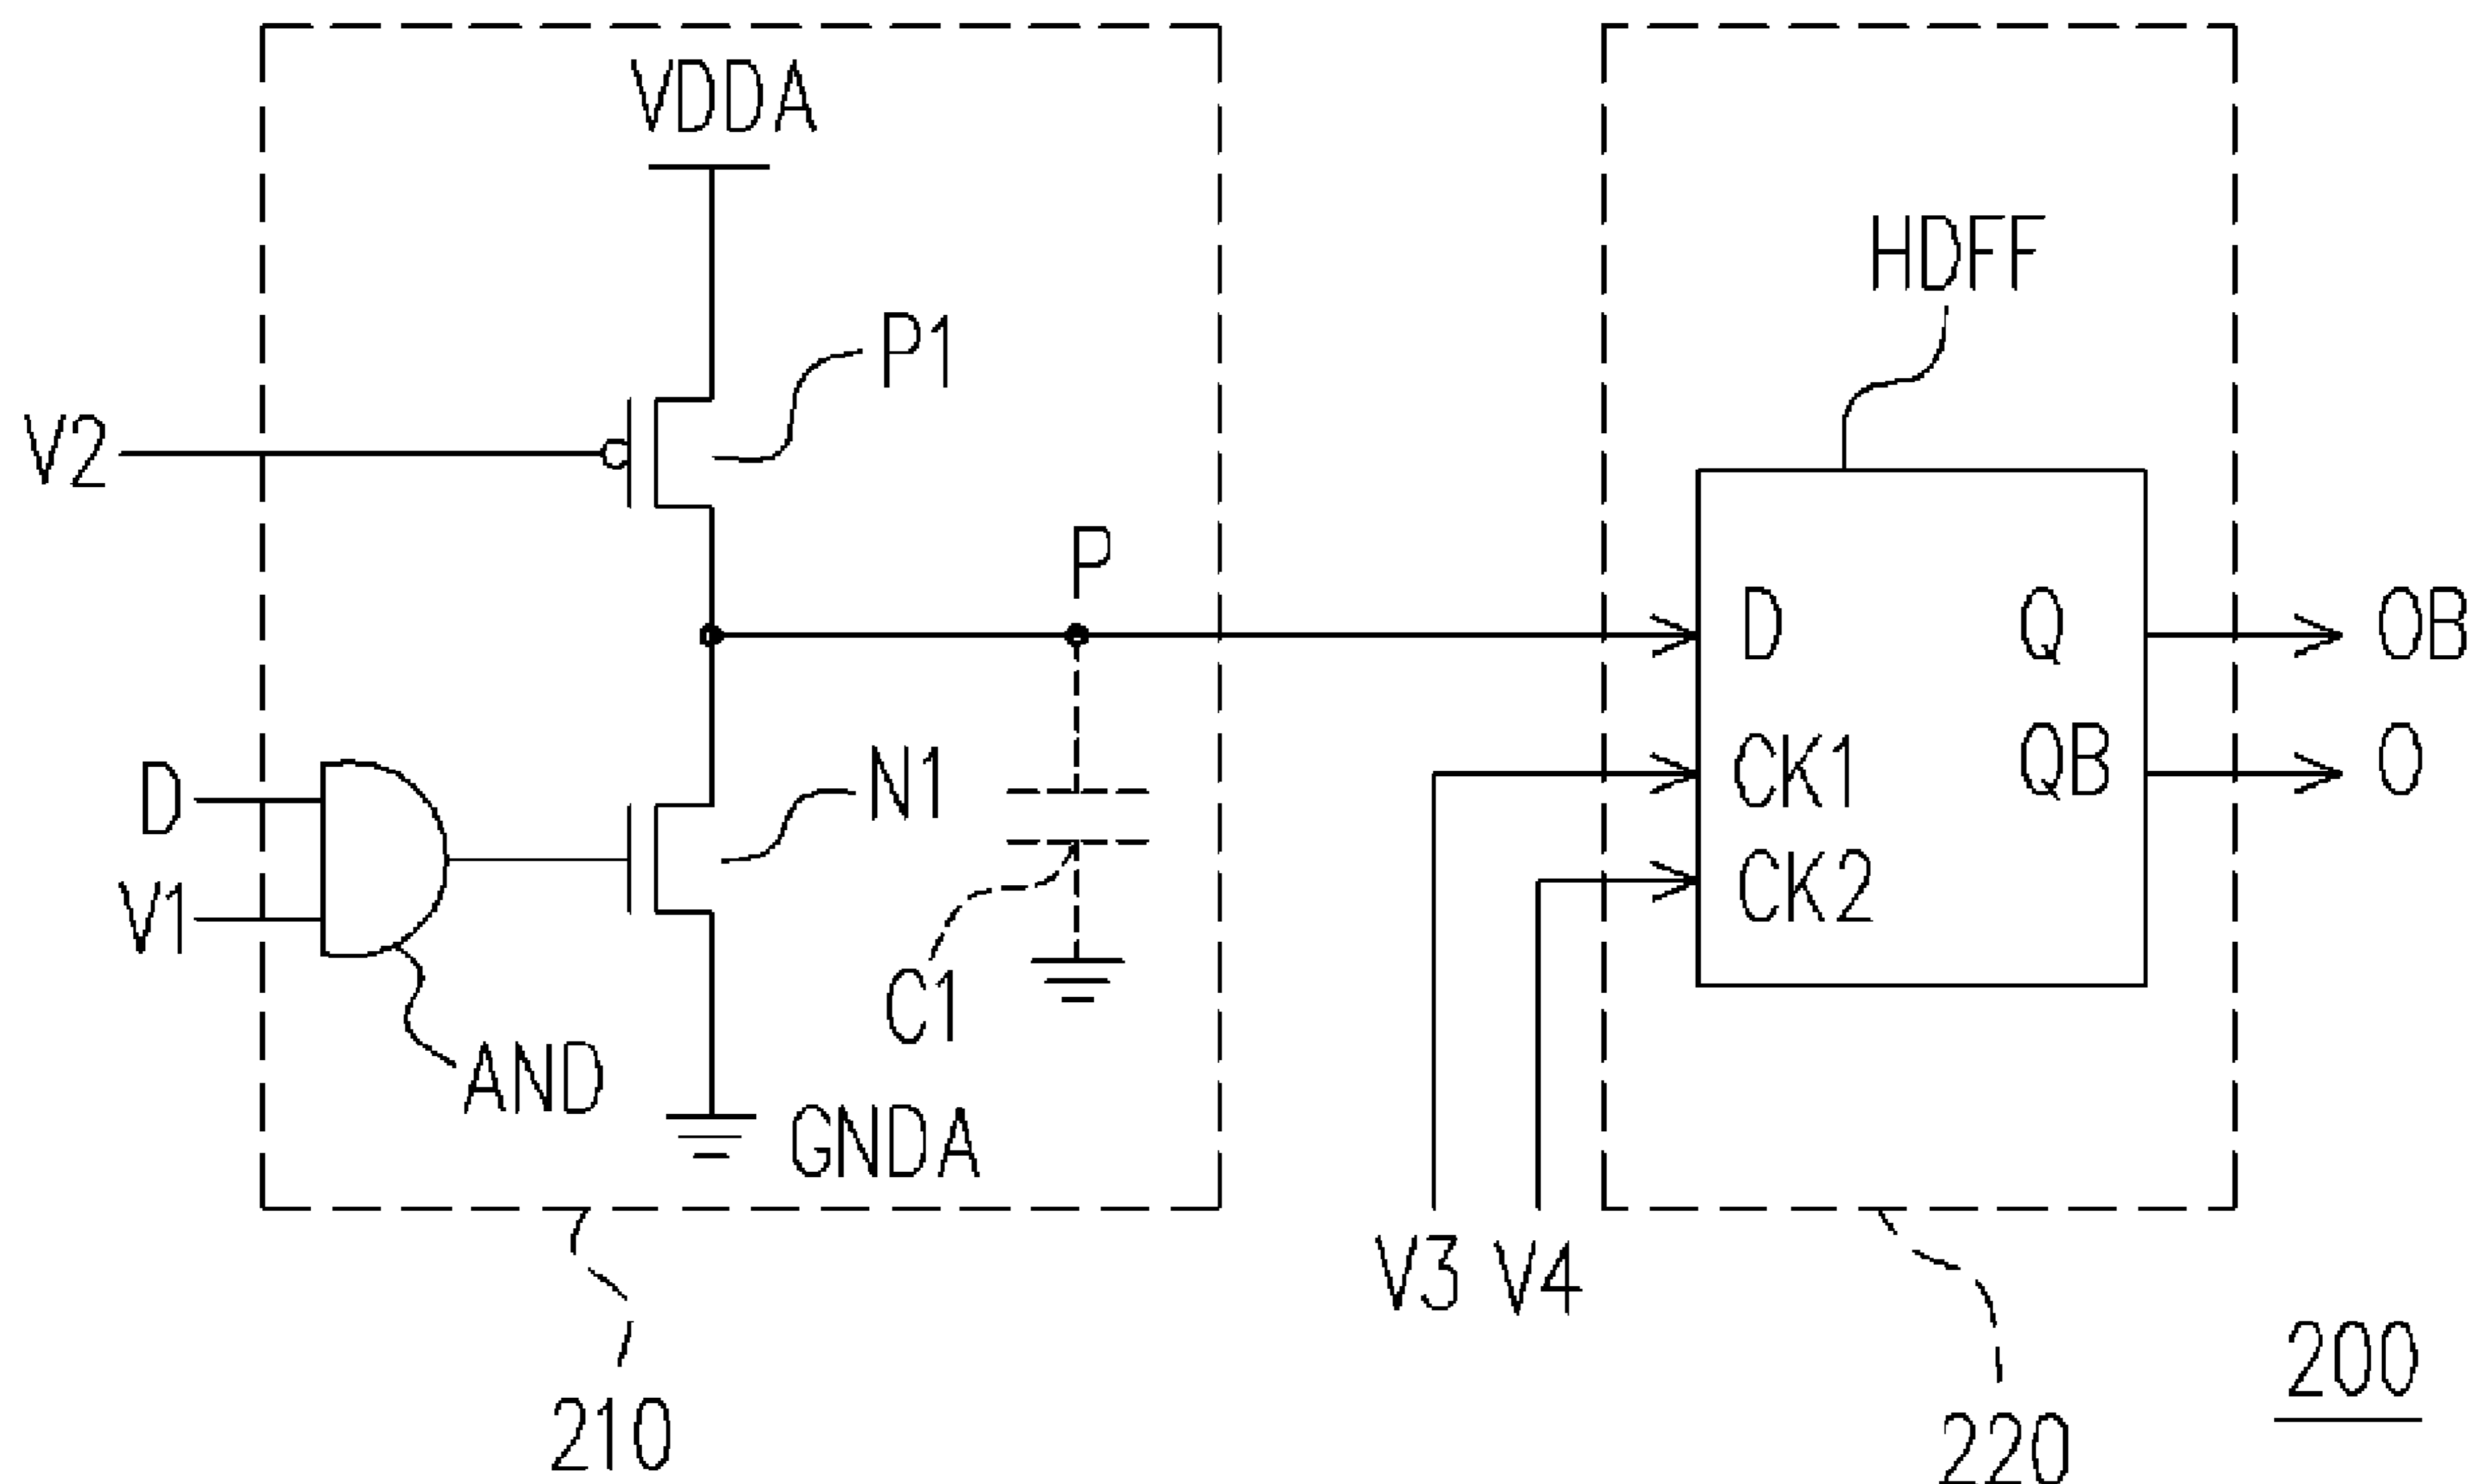 VDDA
HDFF
P1
V2
P
D
Q
OB
D
N1
CK1
QB
O
V1
CK2
C1
AND
GNDA
V3
V4
200
210
220